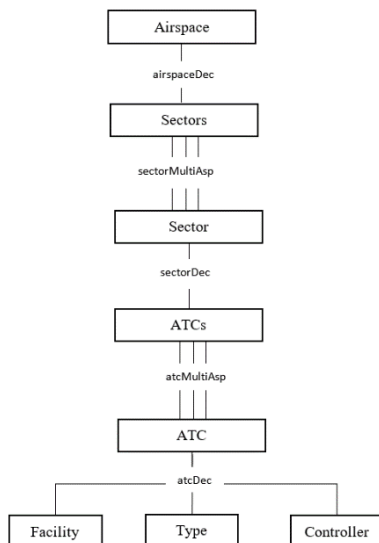 Airspace
airspaceDec
Sectors
sectorMultiAsp
Sector
sectorDec
ATCs
atcMultiAsp
ATC
atcDec
Facility Type Controller